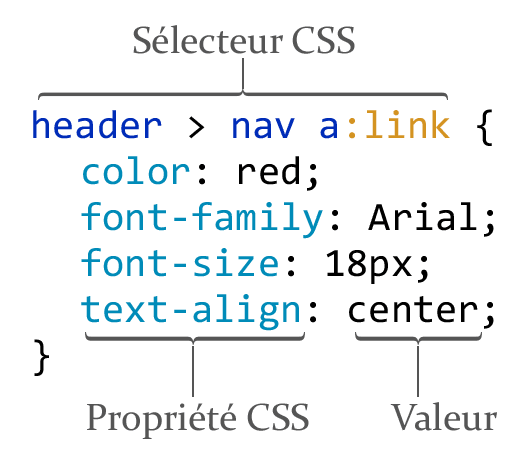 Sélecteur CSS
header > nav a:link {
color: red;
font-family: Arial;
font-size: 18px;
text-align: center;
}
Propriété CSS Valeur